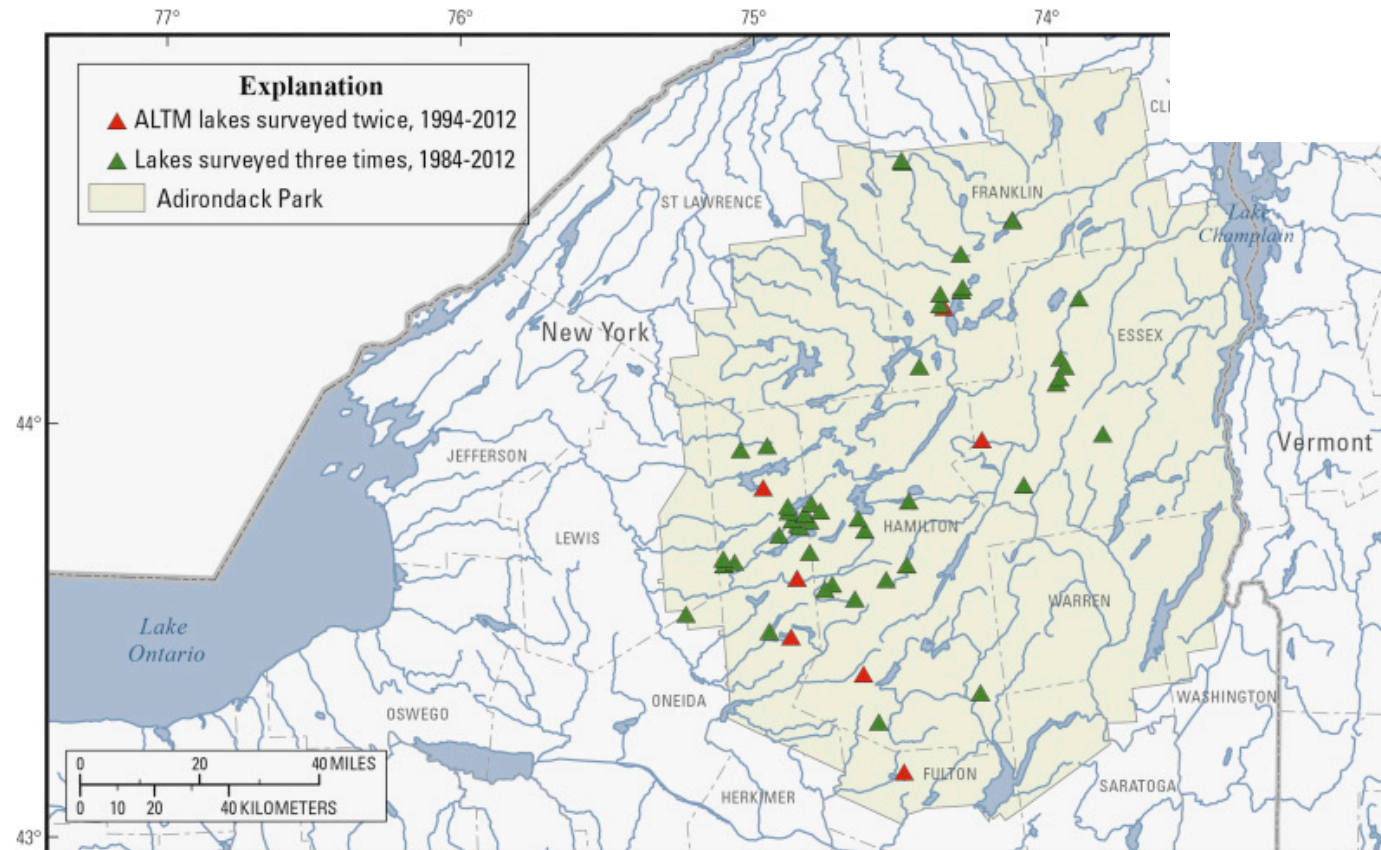 77°
76°
75°
74°
Explanation
ALTM lakes surveyed twice, 1994-2012
Lakes surveyed three times, 1984-2012
Adirondack Park
CLI
FRANKLIN
ST LAWRENCE
Lake
Champlain
New York
ESSEX
44°
Vermont
JEFFERSON
HAMILTON
LEWIS
WARREN
Lake
Ontario
ONEIDA
WASHINGTON
OSWEGO
0 20 40 MILES
0 10 20 40 KILOMETERS
FULTON
SARATOGA
HERKIMER
43°